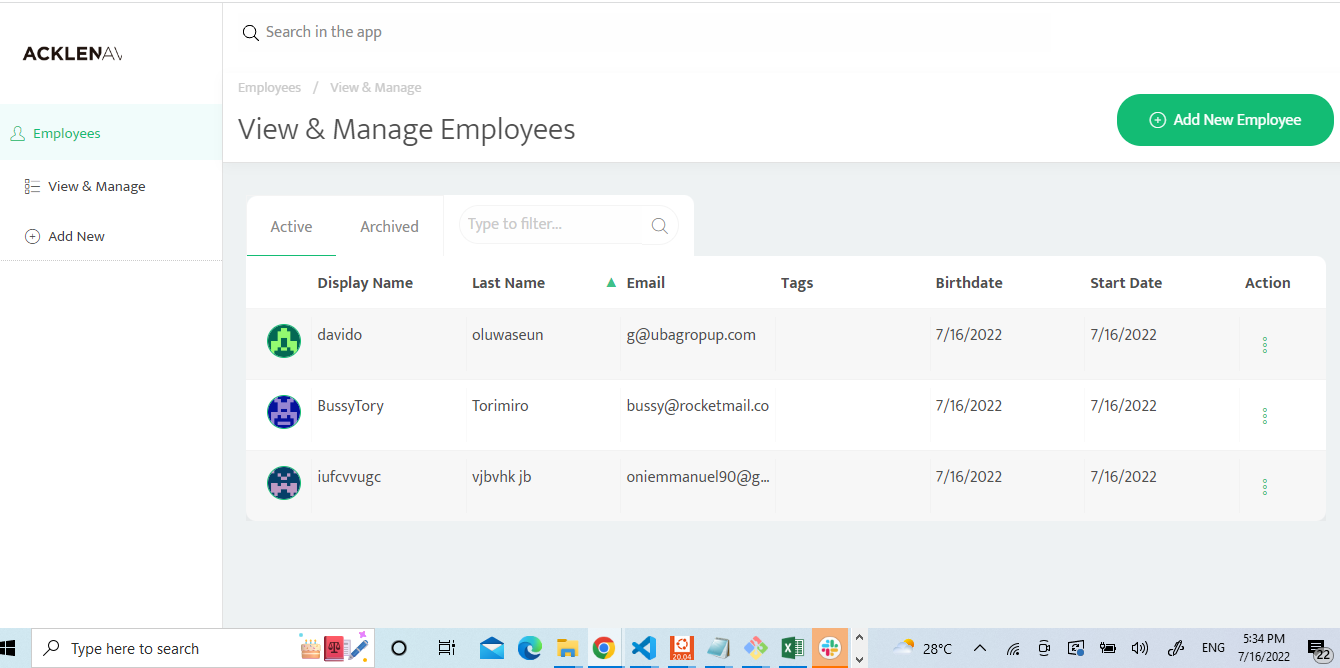 ACKLENAV
Search in the app
Employees / View & Manage
View & Manage Employees
Add New Employee
Employees
View & Manage
Add New
Active Archived Type to filter...
Display Name Last Name Email Tags Birthdate Start Date Action
davido oluwaseun g@ubagropup.com 7/16/2022 7/16/2022
BussyTory Torimiro bussy@rocketmail.co 7/16/2022 7/16/2022
iufcvvugc vjbvhk jb oniemmanuel90@g... 7/16/2022 7/16/2022
Type here to search
20.04
28°C
ENG
5:34 PM
7/16/2022
22